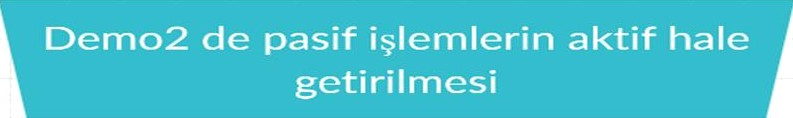 Demo2 de pasif işlemlerin aktif hale
getirilmesi